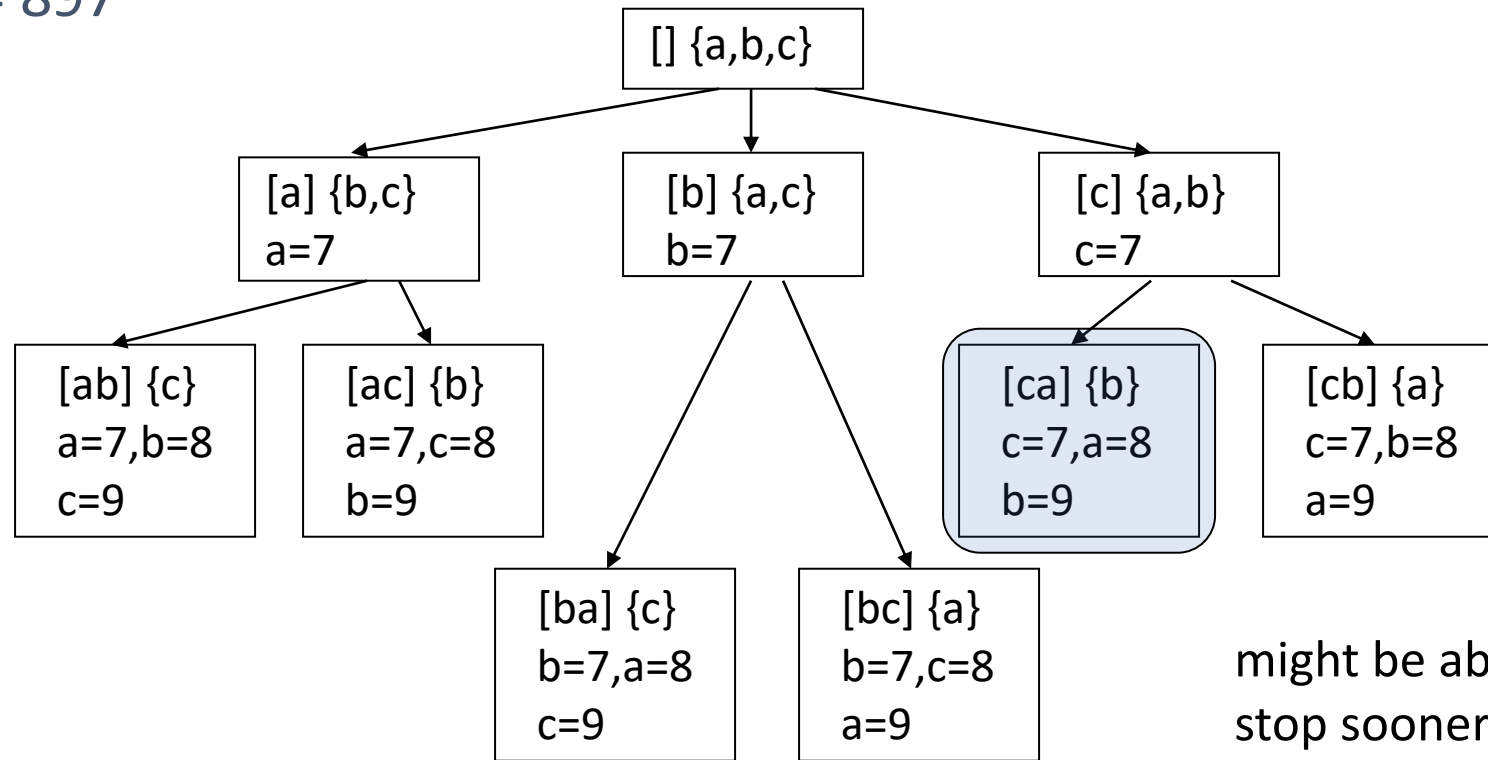 897
[] {a,b,c}
[a] {b,c}
a=7
[b] {a,c}
b=7
[c] {a,b}
c=7
[ab] {c}
a=7,b=8
c=9
[ac] {b}
a=7,c=8
b=9
[ca] {b}
c=7,a=8
b=9
[cb] {a}
c=7,b=8
a=9
[ba] {c}
b=7,a=8
c=9
[bc] {a}
b=7,c=8
a=9
might be
stop sooner